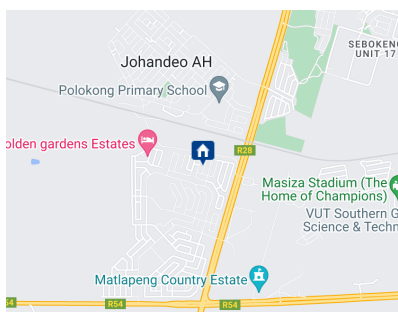 SEBOKENG
UNIT 17
Johandeo AH
Polokong Primary School
olden gardens Estates
R28
Masiza Stadium (The
Home of Champions)
VUT Southern G
Science & Techn
Matlapeng Country Estate
54
R54
R54